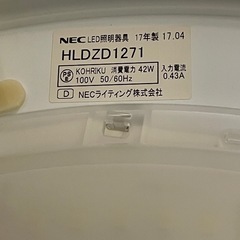 NEC LED照明器具 17年製 17.04
HLDZD1271
PS E KOHRIKU 消費電力 42W 入力電流
100V 50/60Hz 0.43A
D NECライティング株式会社